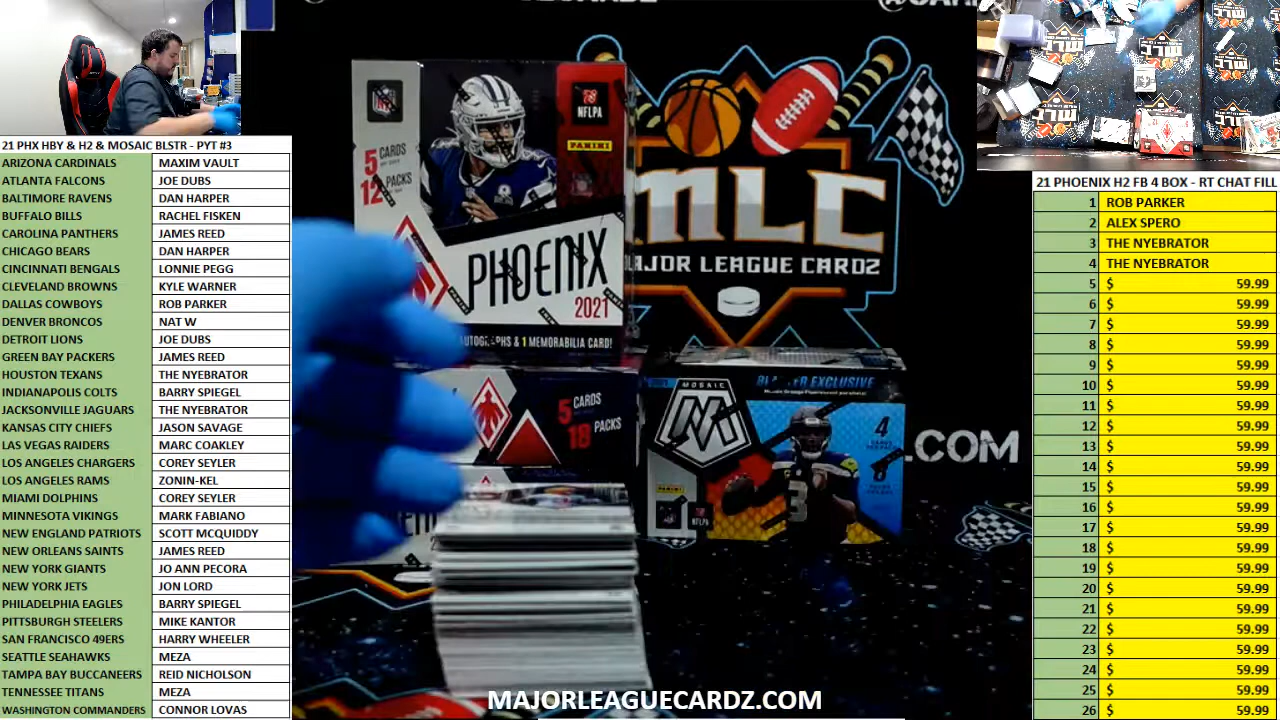 21 PHX HBY & H2 & MOSAIC BLSTR - PYT #3
ARIZONA CARDINALS MAXIM VAULT
ATLANTA FALCONS JOE DUBS
BALTIMORE RAVENS DAN HARPER
BUFFALO BILLS RACHEL FISKEN
CAROLINA PANTHERS JAMES REED
CHICAGO BEARS DAN HARPER
CINCINNATI BENGALS LONNIE PEGG
CLEVELAND BROWNS KYLE WARNER
DALLAS COWBOYS ROB PARKER
DENVER BRONCOS NAT W
DETROIT LIONS JOE DUBS
GREEN BAY PACKERS JAMES REED
HOUSTON TEXANS THE NYEBRATOR
INDIANPOLIS COLTS BARRY SPIEGEL
JACKSONVILLE JAGUARS THE NYEBRATOR
KANSAS CITY CHIEFS JASON SAVAGE
LAS VEGAS RAIDERS MARC COAKLEY
LOS ANGELES CHARGERS COREY SEYLER
LOS ANGELES RAMS ZONIN-KEL
MIAMI DOLPHINS COREY SEYLER
MINNESOTA VIKINGS MARK FABIANO
NEW ENGLAND PATRIOTS SCOTT MCQUIDDY
NEW ORLEANS SAINTS JAMES REED
NEW YORK GIANTS JO ANN PECORA
NEW YORK JETS JON LORD
PHILADELPHIA EAGLES BARRY SPIEGEL
PITTSBURGH STEELERS MIKE KANTOR
SAN FRANCISCO 49ERS HARRY WHEELER
SEATTLE SEAHAWKS MEZA
TAMPA BAY BUCCANEERS REID NICHOLSON
TENNESSEE TITANS MEZA
WASHINGTON COMMANDERS CONNOR LOVAS
NFL
NFLPA
PANINI
5 CARDS
12 PACKS
PHOENIX
2021
& 1 MEMORABILIA CARD!
5 CARDS
18 PACKS
MLC
MAJOR LEAGUE CARDZ
MOSAIC
EXCLUSIVE
4
8
PANINI
NFLPA
3
.COM
MAJORLEAGUECARDZ.COM
21 PHOENIX H2 FB 4 BOX - RT CHAT FILL
1 ROB PARKER
2 ALEX SPERO
3 THE NYEBRATOR
4 THE NYEBRATOR
5 $ 59.99
6 $ 59.99
7 $ 59.99
8 $ 59.99
9 $ 59.99
10 $ 59.99
11 $ 59.99
12 $ 59.99
13 $ 59.99
14 $ 59.99
15 $ 59.99
16 $ 59.99
17 $ 59.99
18 $ 59.99
19 $ 59.99
20 $ 59.99
21 $ 59.99
22 $ 59.99
23 $ 59.99
24 $ 59.99
25 $ 59.99
26 $ 59.99